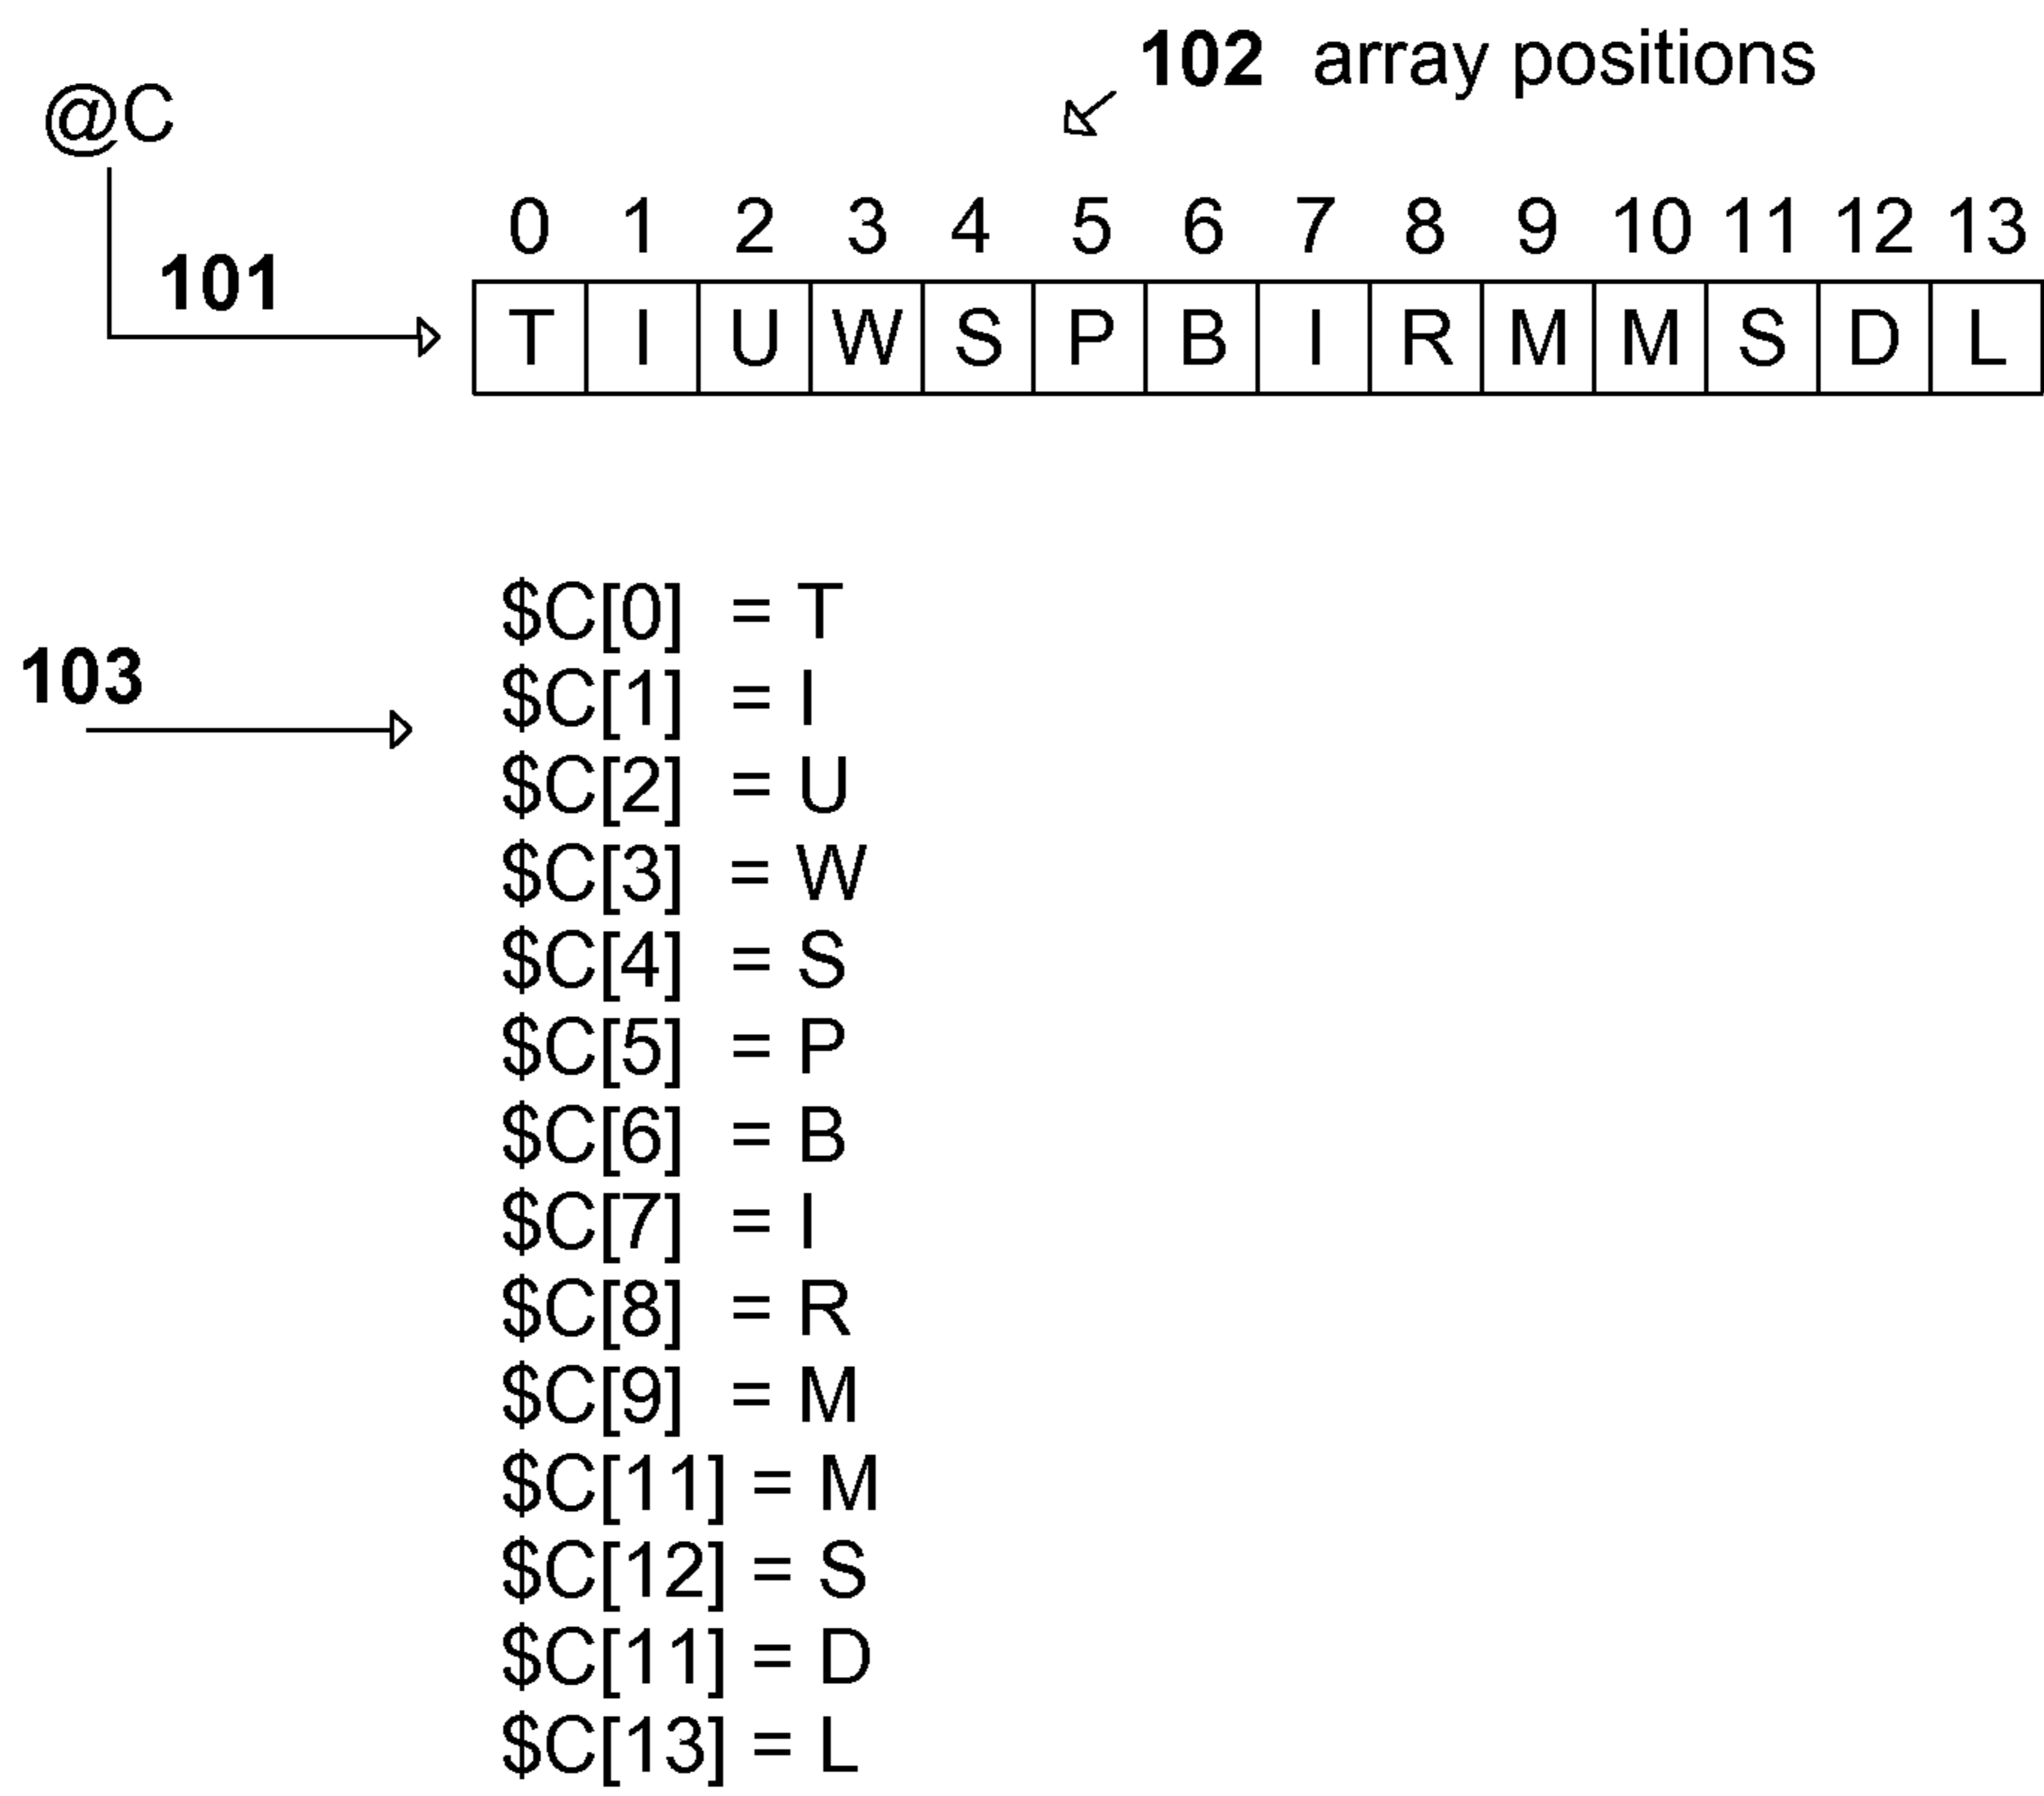 102 array positions
@C
0 1 2 3 4 5 6 7 8 9 10 11 12 13
101
T I U W S P B I R M M S D L
$C[0] = T
103
$C[1] = I
$C[2] = U
$C[3] = W
$C[4] = S
$C[5] = P
$C[6] = B
$C[7] = I
$C[8] = R
$C[9] = M
$C[11] = M
$C[12] = S
$C[11] = D
$C[13] = L